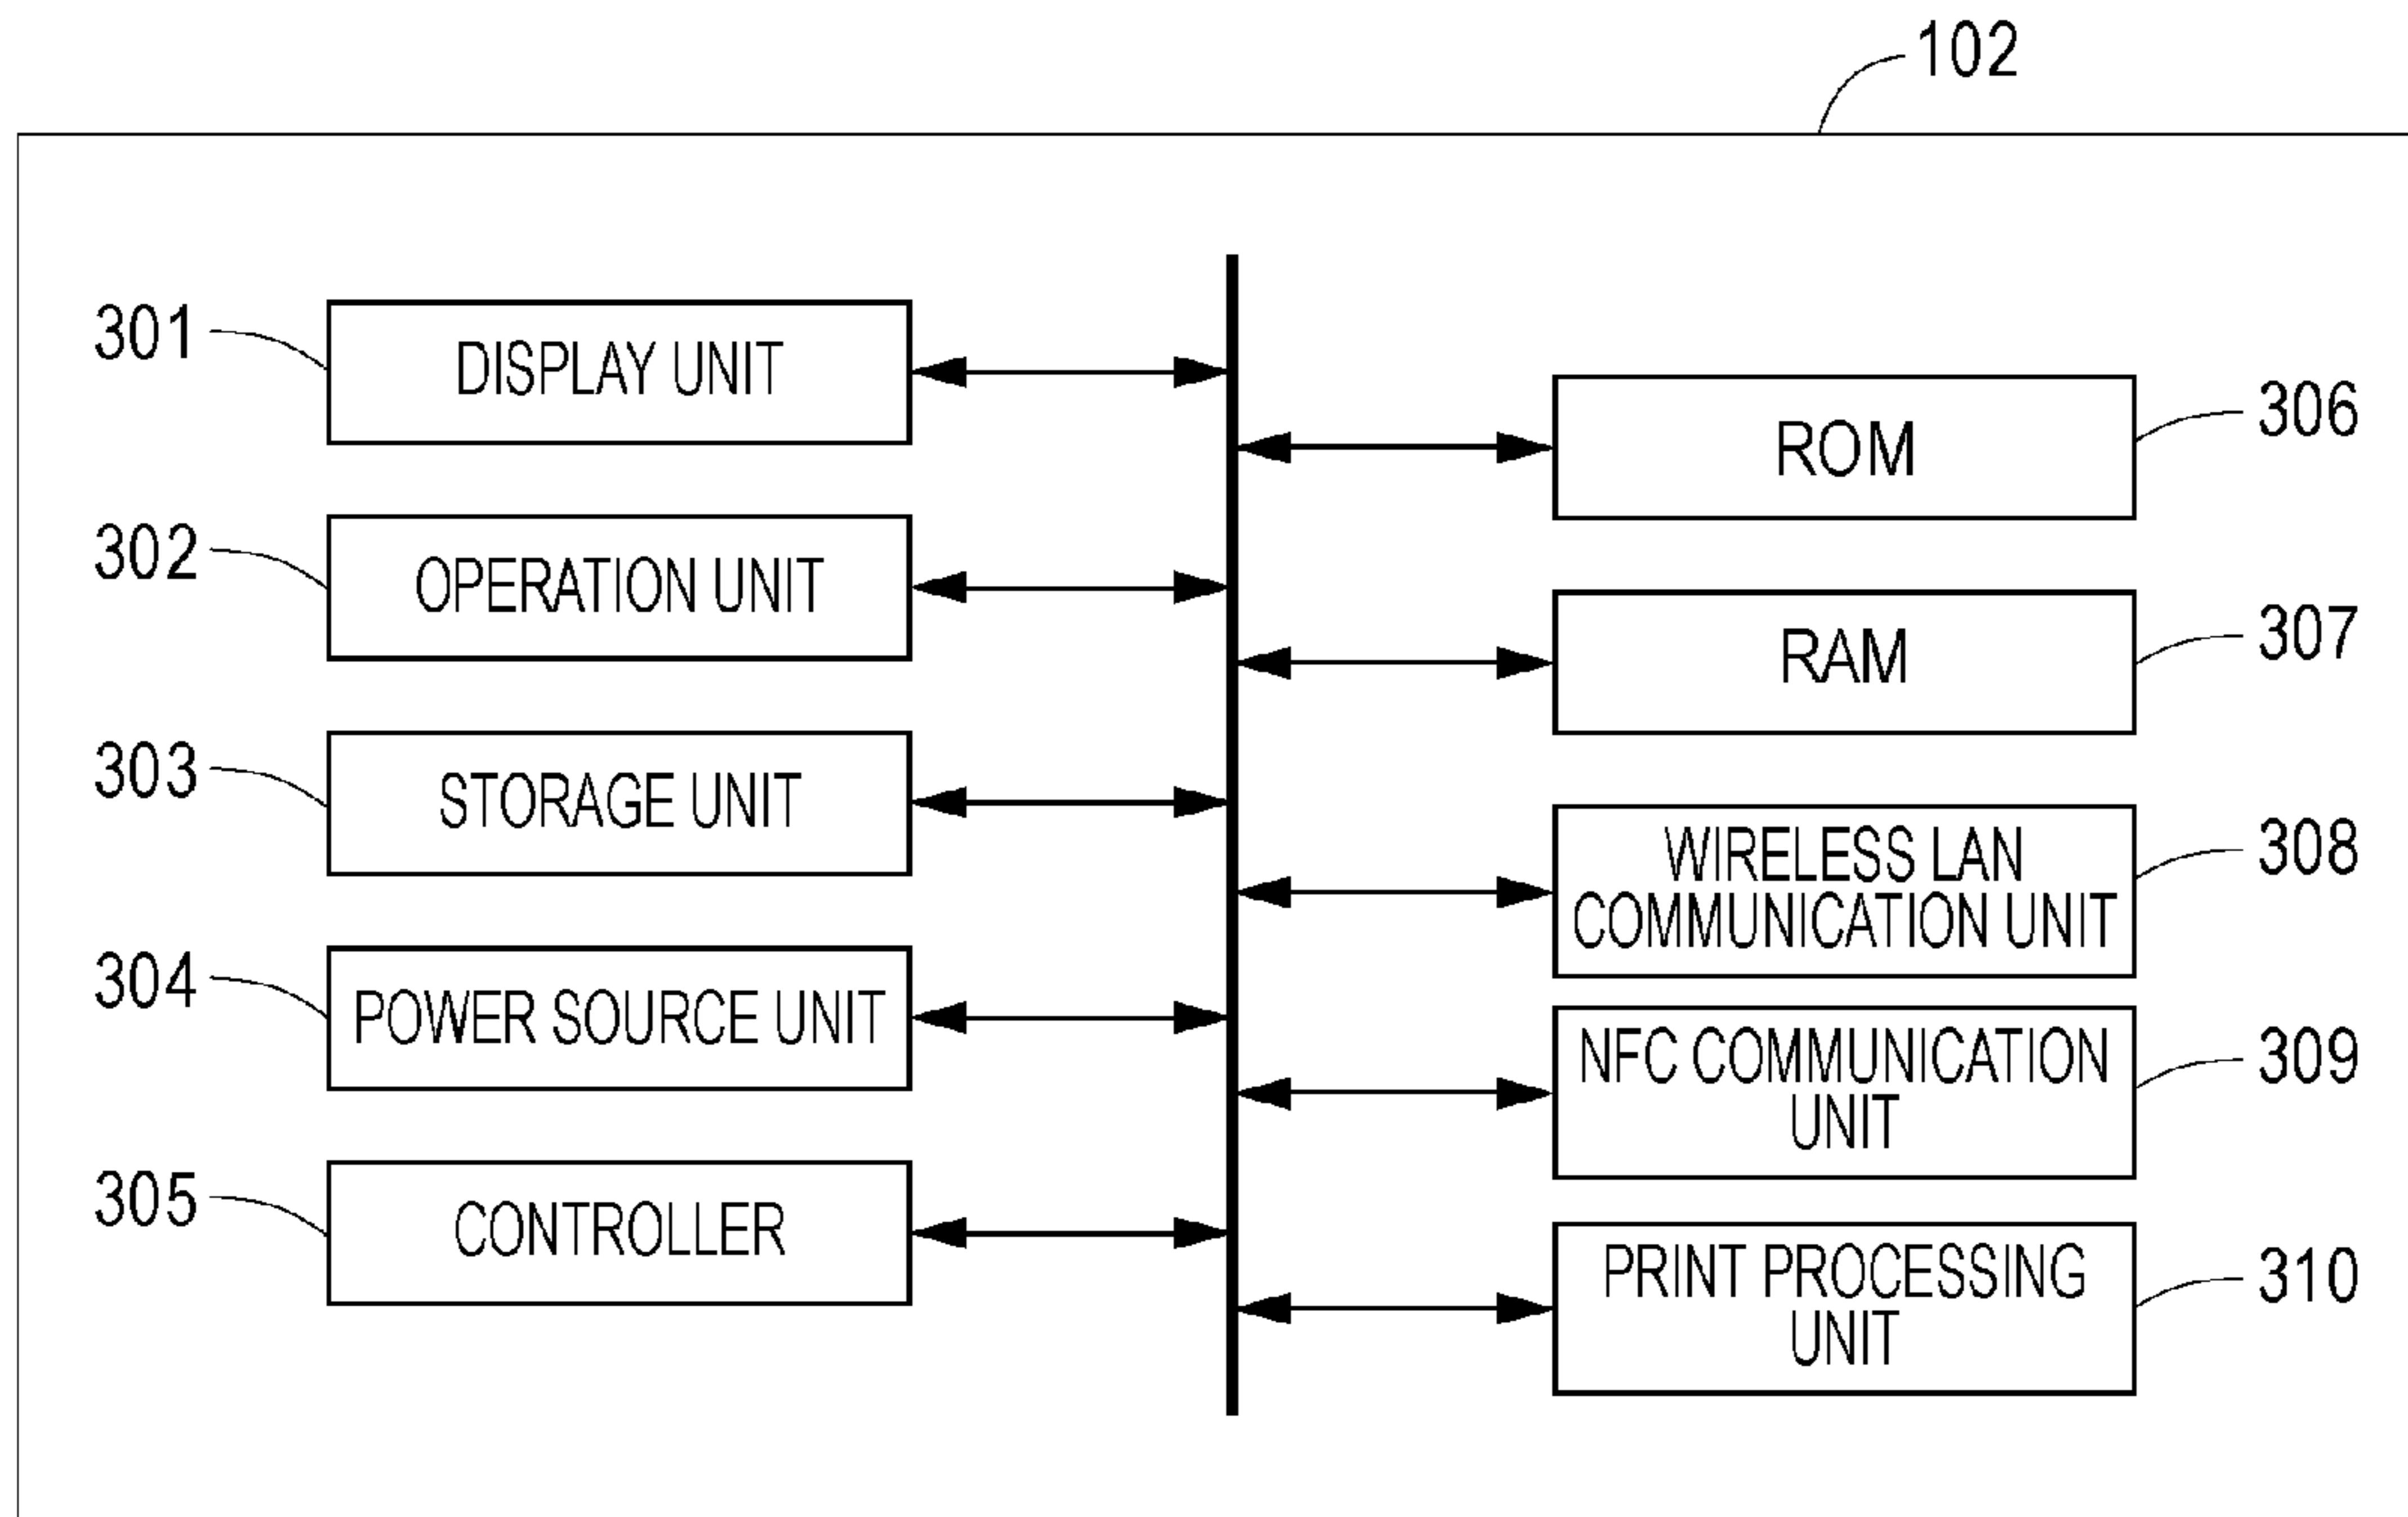 102
301
DISPLAY UNIT
302
OPERATION UNIT
303
STORAGE UNIT
304
POWER SOURCE UNIT
305
CONTROLLER
306
ROM
307
RAM
308
WIRELESS LAN
COMMUNICATION UNIT
309
NFC COMMUNICATION
UNIT
310
PRINT PROCESSING
UNIT